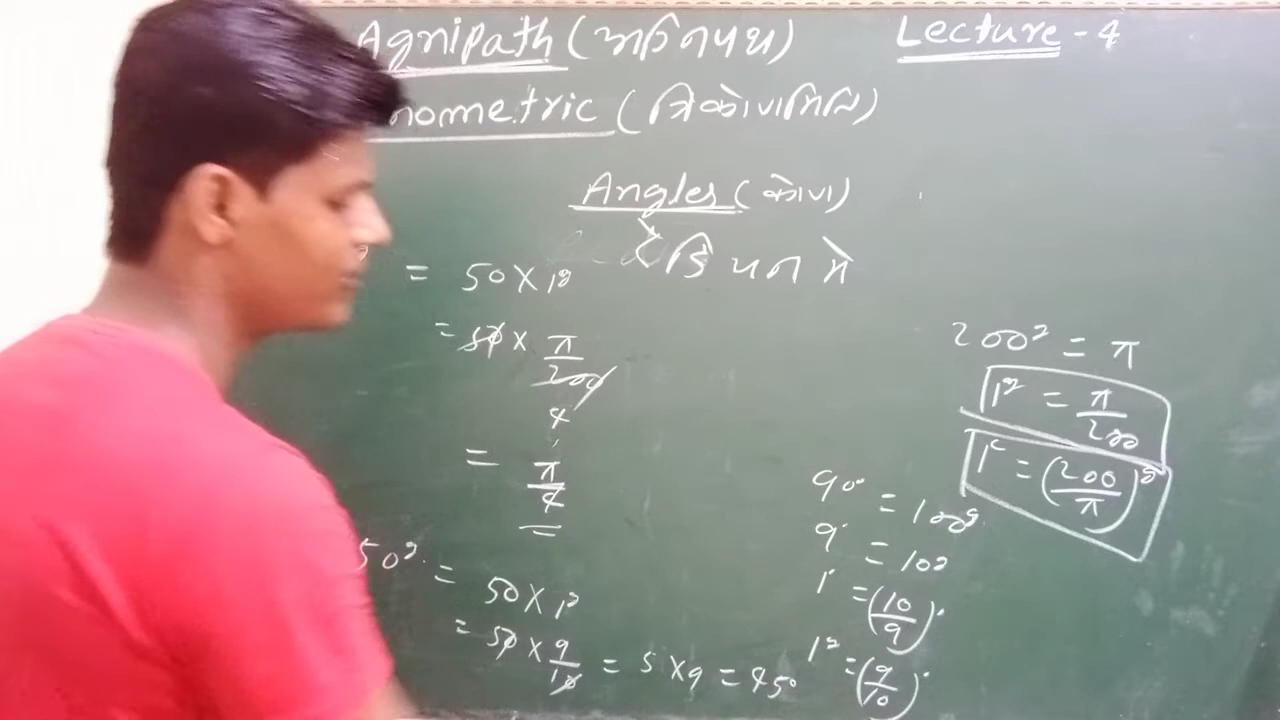 Agnipath (अग्निपथ) Lecture - 4
nometric (त्रिकोणमिति)
Angles (कोण)
रेडियन मे
= 50 × 1ᵍ
= 50 × π/200
4
= π/4
200ᵍ = π
1ᵍ = π/200
1ᶜ = (200/π)ᵍ
90° = 100ᵍ
9° = 10ᵍ
1° = (10/9)ᵍ
1ᵍ = (9/10)°
50ᵍ = 50 × 1ᵍ
= 50 × 9/10 = 5 × 9 = 45°